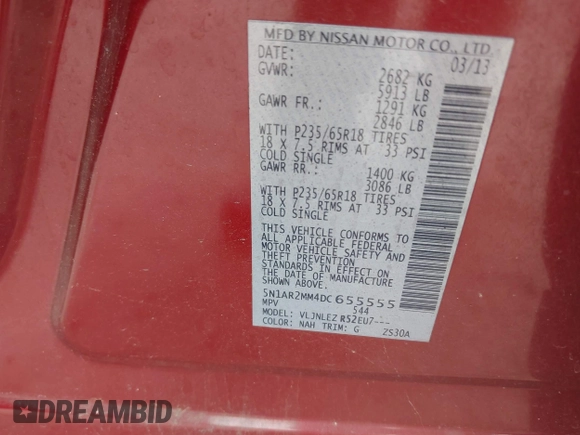 MFD BY NISSAN MOTOR CO., LTD.
DATE: 03/13
GVWR: 2682 KG
5913 LB
GAWR FR.: 1291 KG
2846 LB
WITH P235/65R18 TIRES
18 X 7.5 RIMS AT 33 PSI
COLD SINGLE
GAWR RR.: 1400 KG
3086 LB
WITH P235/65R18 TIRES
18 X 7.5 RIMS AT 33 PSI
COLD SINGLE
THIS VEHICLE CONFORMS TO
ALL APPLICABLE FEDERAL
MOTOR VEHICLE SAFETY AND
THEFT PREVENTION
STANDARDS IN EFFECT ON
THE DATE OF MANUFACTURE
SHOWN ABOVE.
5N1AR2MM4DC655555
MPV 544
MODEL: VLJNLEZ R52EU7---
COLOR: NAH TRIM: G 2S30A
DREAMBID